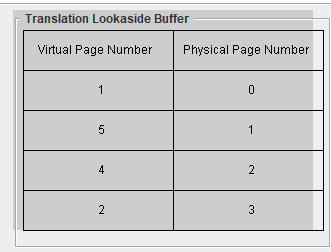 Translation Lookaside Buffer
Virtual Page Number Physical Page Number
1 0
5 1
4 2
2 3